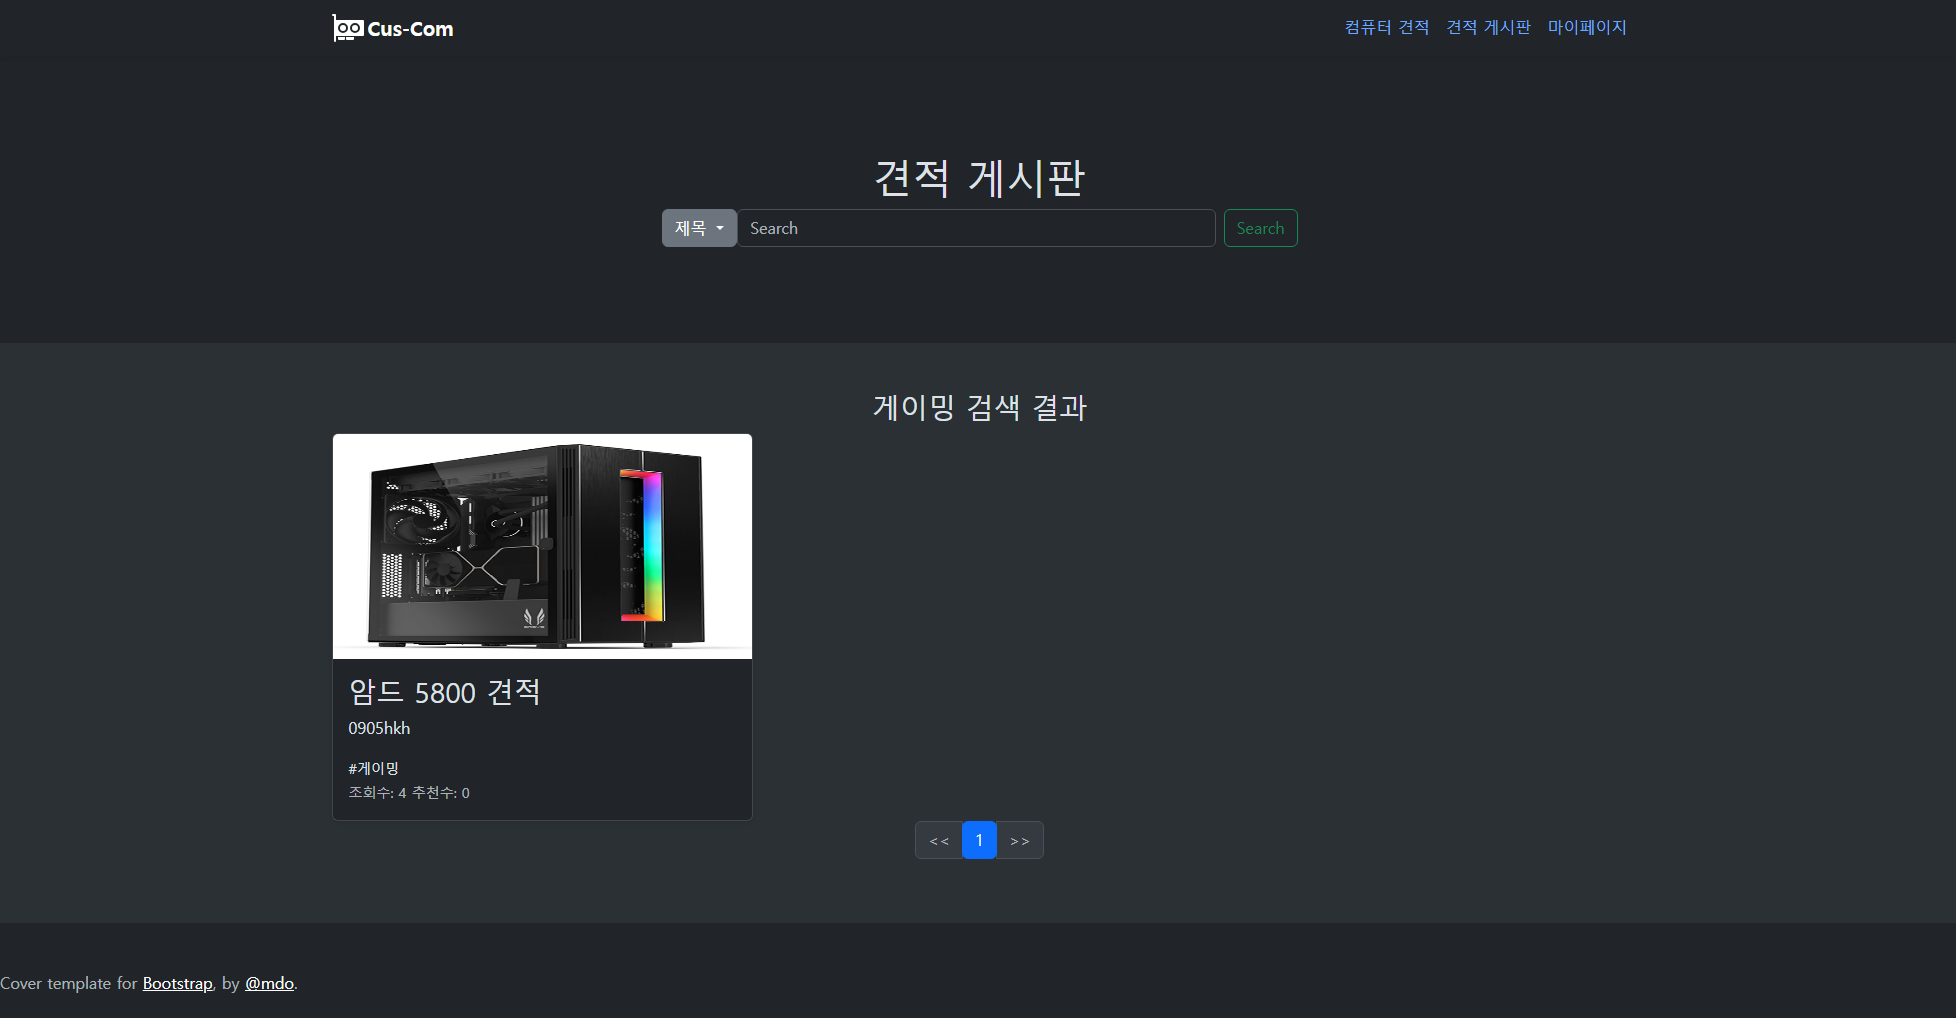 Cus-Com
컴퓨터 견적 견적 게시판 마이페이지
견적 게시판
제목 Search Search
게이밍 검색 결과
암드 5800 견적
0905hkh
#게이밍
조회수: 4 추천수: 0
<< 1 >>
Cover template for Bootstrap, by @mdo.